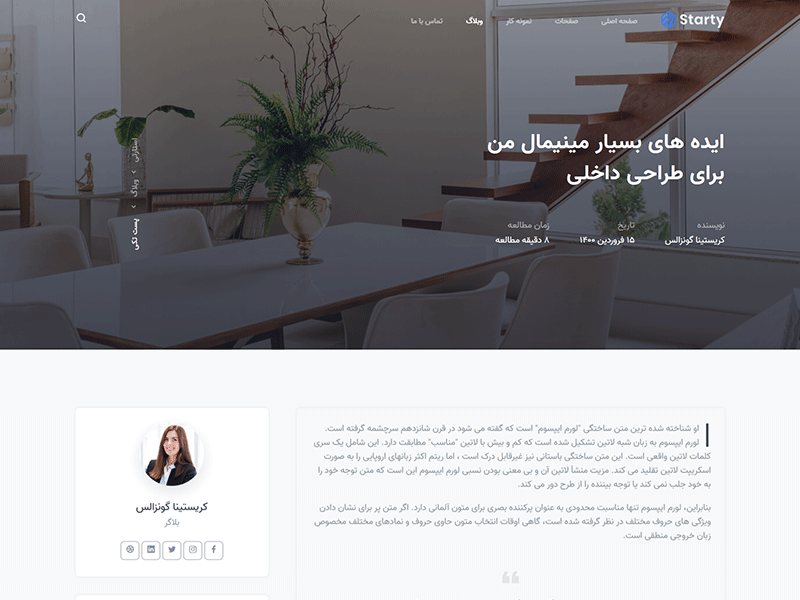 Starty
صفحه اصلی
صفحات
نمونه کار
وبلاگ
تماس با ما
ایده های بسیار مینیمال من
برای طراحی داخلی
نویسنده
کریستینا گونزالس
تاریخ
۱۵ فروردین ۱۴۰۰
زمان مطالعه
۸ دقیقه مطالعه
استارتی > وبلاگ > پست تکی
او شناخته شده ترین متن ساختگی "لورم ایپسوم" است که گفته می شود در قرن شانزدهم سرچشمه گرفته است.
لورم ایپسوم به زبان شبه لاتین تشکیل شده است که کم و بیش با لاتین "مناسب" مطابقت دارد. این شامل یک سری
کلمات لاتین واقعی است. این متن ساختگی باستانی نیز غیرقابل درک است ، اما ریتم اکثر زبانهای اروپایی را به صورت
اسکریپت لاتین تقلید می کند. مزیت منشأ لاتین آن و بی معنی بودن نسبی لورم ایپسوم این است که متن توجه خود را
به خود جلب نمی کند یا توجه بیننده را از طرح دور می کند.
بنابراین، لورم ایپسوم تنها مناسبت محدودی به عنوان پرکننده بصری برای متون آلمانی دارد. اگر متن پر برای نشان دادن
ویژگی های حروف مختلف در نظر گرفته شده است، گاهی اوقات انتخاب متون حاوی حروف و نمادهای مختلف مخصوص
زبان خروجی منطقی است.
کریستینا گونزالس
بلاگر